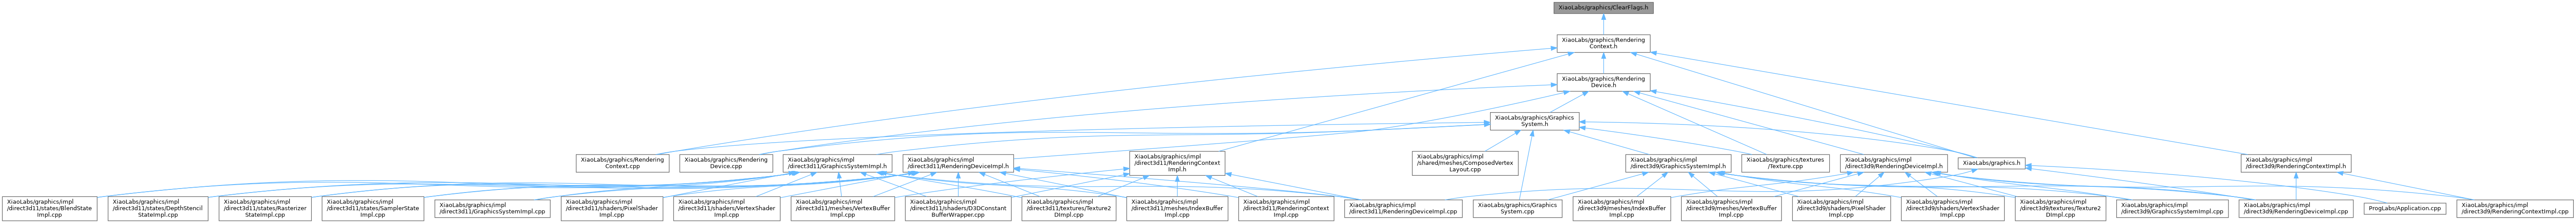 XiaoLabs/graphics/ClearFlags.h
XiaoLabs/graphics/Rendering
Context.h
XiaoLabs/graphics/Rendering
Device.h
XiaoLabs/graphics/Graphics
System.h
XiaoLabs/graphics/Rendering
Context.cpp
XiaoLabs/graphics/Rendering
Device.cpp
XiaoLabs/graphics/impl
/direct3d11/GraphicsSystemImpl.h
XiaoLabs/graphics/impl
/direct3d11/RenderingDeviceImpl.h
XiaoLabs/graphics/impl
/direct3d11/RenderingContext
Impl.h
XiaoLabs/graphics/impl
/shared/meshes/ComposedVertex
Layout.cpp
XiaoLabs/graphics/impl
/direct3d9/GraphicsSystemImpl.h
XiaoLabs/graphics/textures
/Texture.cpp
XiaoLabs/graphics/impl
/direct3d9/RenderingDeviceImpl.h
XiaoLabs/graphics.h
XiaoLabs/graphics/impl
/direct3d9/RenderingContextImpl.h
XiaoLabs/graphics/impl
/direct3d11/states/BlendState
Impl.cpp
XiaoLabs/graphics/impl
/direct3d11/states/DepthStencil
StateImpl.cpp
XiaoLabs/graphics/impl
/direct3d11/states/Rasterizer
StateImpl.cpp
XiaoLabs/graphics/impl
/direct3d11/states/SamplerState
Impl.cpp
XiaoLabs/graphics/impl
/direct3d11/GraphicsSystemImpl.cpp
XiaoLabs/graphics/impl
/direct3d11/shaders/PixelShader
Impl.cpp
XiaoLabs/graphics/impl
/direct3d11/shaders/VertexShader
Impl.cpp
XiaoLabs/graphics/impl
/direct3d11/meshes/VertexBuffer
Impl.cpp
XiaoLabs/graphics/impl
/direct3d11/shaders/D3DConstant
BufferWrapper.cpp
XiaoLabs/graphics/impl
/direct3d11/textures/Texture2
DImpl.cpp
XiaoLabs/graphics/impl
/direct3d11/meshes/IndexBuffer
Impl.cpp
XiaoLabs/graphics/impl
/direct3d11/RenderingContext
Impl.cpp
XiaoLabs/graphics/impl
/direct3d11/RenderingDeviceImpl.cpp
XiaoLabs/graphics/Graphics
System.cpp
XiaoLabs/graphics/impl
/direct3d9/meshes/IndexBuffer
Impl.cpp
XiaoLabs/graphics/impl
/direct3d9/meshes/VertexBuffer
Impl.cpp
XiaoLabs/graphics/impl
/direct3d9/shaders/PixelShader
Impl.cpp
XiaoLabs/graphics/impl
/direct3d9/shaders/VertexShader
Impl.cpp
XiaoLabs/graphics/impl
/direct3d9/textures/Texture2
DImpl.cpp
XiaoLabs/graphics/impl
/direct3d9/GraphicsSystemImpl.cpp
XiaoLabs/graphics/impl
/direct3d9/RenderingDeviceImpl.cpp
ProgLabs/Application.cpp
XiaoLabs/graphics/impl
/direct3d9/RenderingContextImpl.cpp